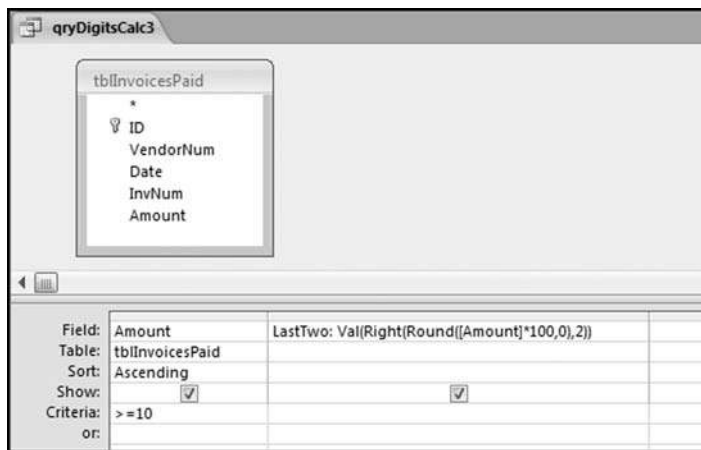 qryDigitsCalc3
tblInvoicesPaid
*
ID
VendorNum
Date
InvNum
Amount
Field: Amount LastTwo: Val(Right(Round([Amount]*100,0),2))
Table: tblInvoicesPaid
Sort: Ascending
Show:
Criteria: >=10
or: